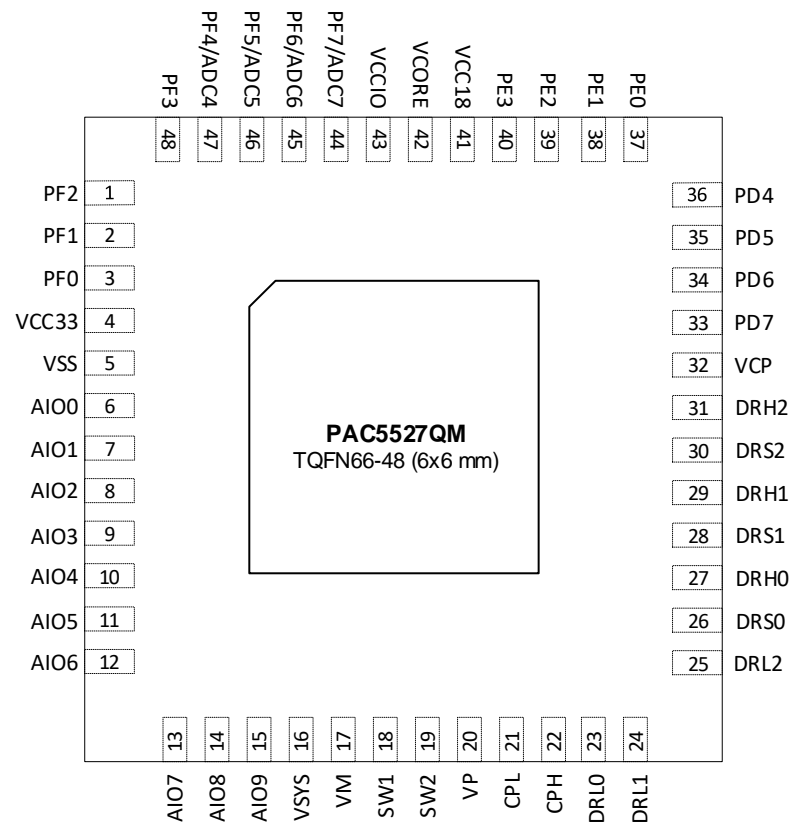 PF3
PF4/ADC4
PF5/ADC5
PF6/ADC6
PF7/ADC7
VCCIO
VCORE
VCC18
PE3
PE2
PE1
PE0
48
47
46
45
44
43
42
41
40
39
38
37
PF2 1
PF1 2
PF0 3
VCC33 4
VSS 5
AIO0 6
AIO1 7
AIO2 8
AIO3 9
AIO4 10
AIO5 11
AIO6 12
PAC5527QM
TQFN66-48 (6x6 mm)
36 PD4
35 PD5
34 PD6
33 PD7
32 VCP
31 DRH2
30 DRS2
29 DRH1
28 DRS1
27 DRH0
26 DRS0
25 DRL2
13
14
15
16
17
18
19
20
21
22
23
24
AIO7
AIO8
AIO9
VSYS
VM
SW1
SW2
VP
CPL
CPH
DRL0
DRL1